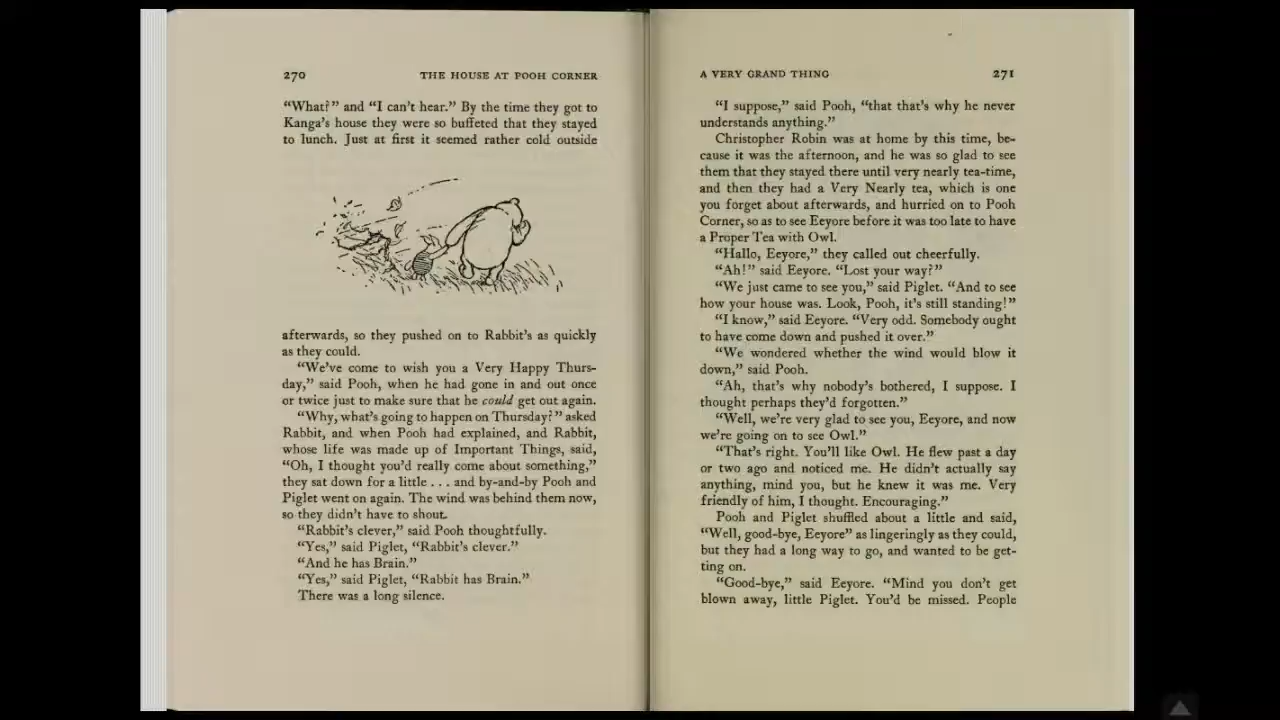 270
THE HOUSE AT POOH CORNER
“What?” and “I can’t hear.” By the time they got to
Kanga’s house they were so buffeted that they stayed
to lunch. Just at first it seemed rather cold outside
afterwards, so they pushed on to Rabbit’s as quickly
as they could.
“We’ve come to wish you a Very Happy Thurs-
day,” said Pooh, when he had gone in and out once
or twice just to make sure that he could get out again.
“Why, what’s going to happen on Thursday?” asked
Rabbit, and when Pooh had explained, and Rabbit,
whose life was made up of Important Things, said,
“Oh, I thought you’d really come about something,”
they sat down for a little . . . and by-and-by Pooh and
Piglet went on again. The wind was behind them now,
so they didn’t have to shout.
“Rabbit’s clever,” said Pooh thoughtfully.
“Yes,” said Piglet, “Rabbit’s clever.”
“And he has Brain.”
“Yes,” said Piglet, “Rabbit has Brain.”
There was a long silence.
A VERY GRAND THING
271
“I suppose,” said Pooh, “that that’s why he never
understands anything.”
Christopher Robin was at home by this time, be-
cause it was the afternoon, and he was so glad to see
them that they stayed there until very nearly tea-time,
and then they had a Very Nearly tea, which is one
you forget about afterwards, and hurried on to Pooh
Corner, so as to see Eeyore before it was too late to have
a Proper Tea with Owl.
“Hallo, Eeyore,” they called out cheerfully.
“Ah!” said Eeyore. “Lost your way?”
“We just came to see you,” said Piglet. “And to see
how your house was. Look, Pooh, it’s still standing!”
“I know,” said Eeyore. “Very odd. Somebody ought
to have come down and pushed it over.”
“We wondered whether the wind would blow it
down,” said Pooh.
“Ah, that’s why nobody’s bothered, I suppose. I
thought perhaps they’d forgotten.”
“Well, we’re very glad to see you, Eeyore, and now
we’re going on to see Owl.”
“That’s right. You’ll like Owl. He flew past a day
or two ago and noticed me. He didn’t actually say
anything, mind you, but he knew it was me. Very
friendly of him, I thought. Encouraging.”
Pooh and Piglet shuffled about a little and said,
“Well, good-bye, Eeyore” as lingeringly as they could,
but they had a long way to go, and wanted to be get-
ting on.
“Good-bye,” said Eeyore. “Mind you don’t get
blown away, little Piglet. You’d be missed. People